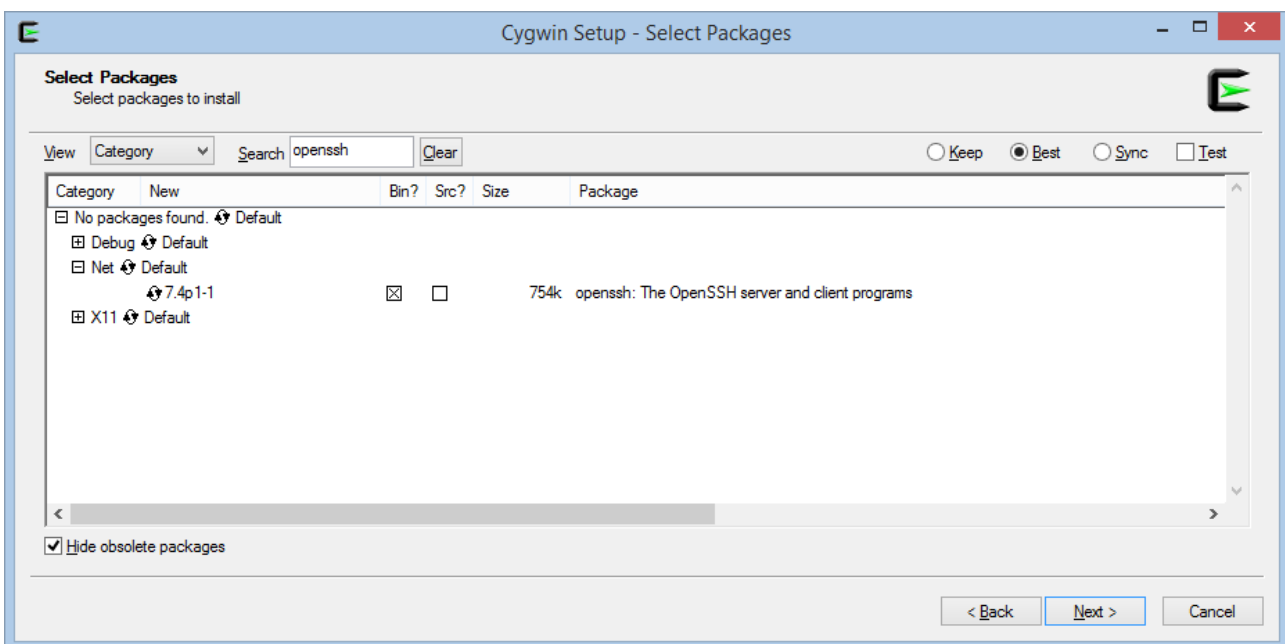 Cygwin Setup - Select Packages
Select Packages
Select packages to install
View Category Search openssh Clear Keep Best Sync Test
Category New Bin? Src? Size Package
No packages found. Default
Debug Default
Net Default
7.4p1-1 754k openssh: The OpenSSH server and client programs
X11 Default
Hide obsolete packages
< Back Next > Cancel